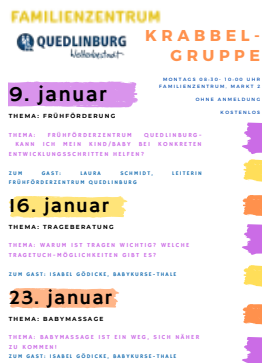 FAMILIENZENTRUM
QUEDLINBURG
Welterbestadt
KRABBEL-
GRUPPE
MONTAGS 08:30- 10:00 UHR
FAMILIENZENTRUM, MARKT 2
OHNE ANMELDUNG
KOSTENLOS
9. januar
THEMA: FRÜHFÖRDERUNG
THEMA: FRÜHFÖRDERZENTRUM QUEDLINBURG-
KANN ICH MEIN KIND/BABY BEI KONKRETEN
ENTWICKLUNGSSCHRITTEN HELFEN?
ZUM GAST: LAURA SCHMIDT, LEITERIN
FRÜHFÖRDERZENTRUM QUEDLINBURG
16. januar
THEMA: TRAGEBERATUNG
THEMA: WARUM IST TRAGEN WICHTIG? WELCHE
TRAGETUCH-MÖGLICHKEITEN GIBT ES?
ZUM GAST: ISABEL GÖDICKE, BABYKURSE-THALE
23. januar
THEMA: BABYMASSAGE
THEMA: BABYMASSAGE IST EIN WEG, SICH NÄHER
ZU KOMMEN!
ZUM GAST: ISABEL GÖDICKE, BABYKURSE-THALE